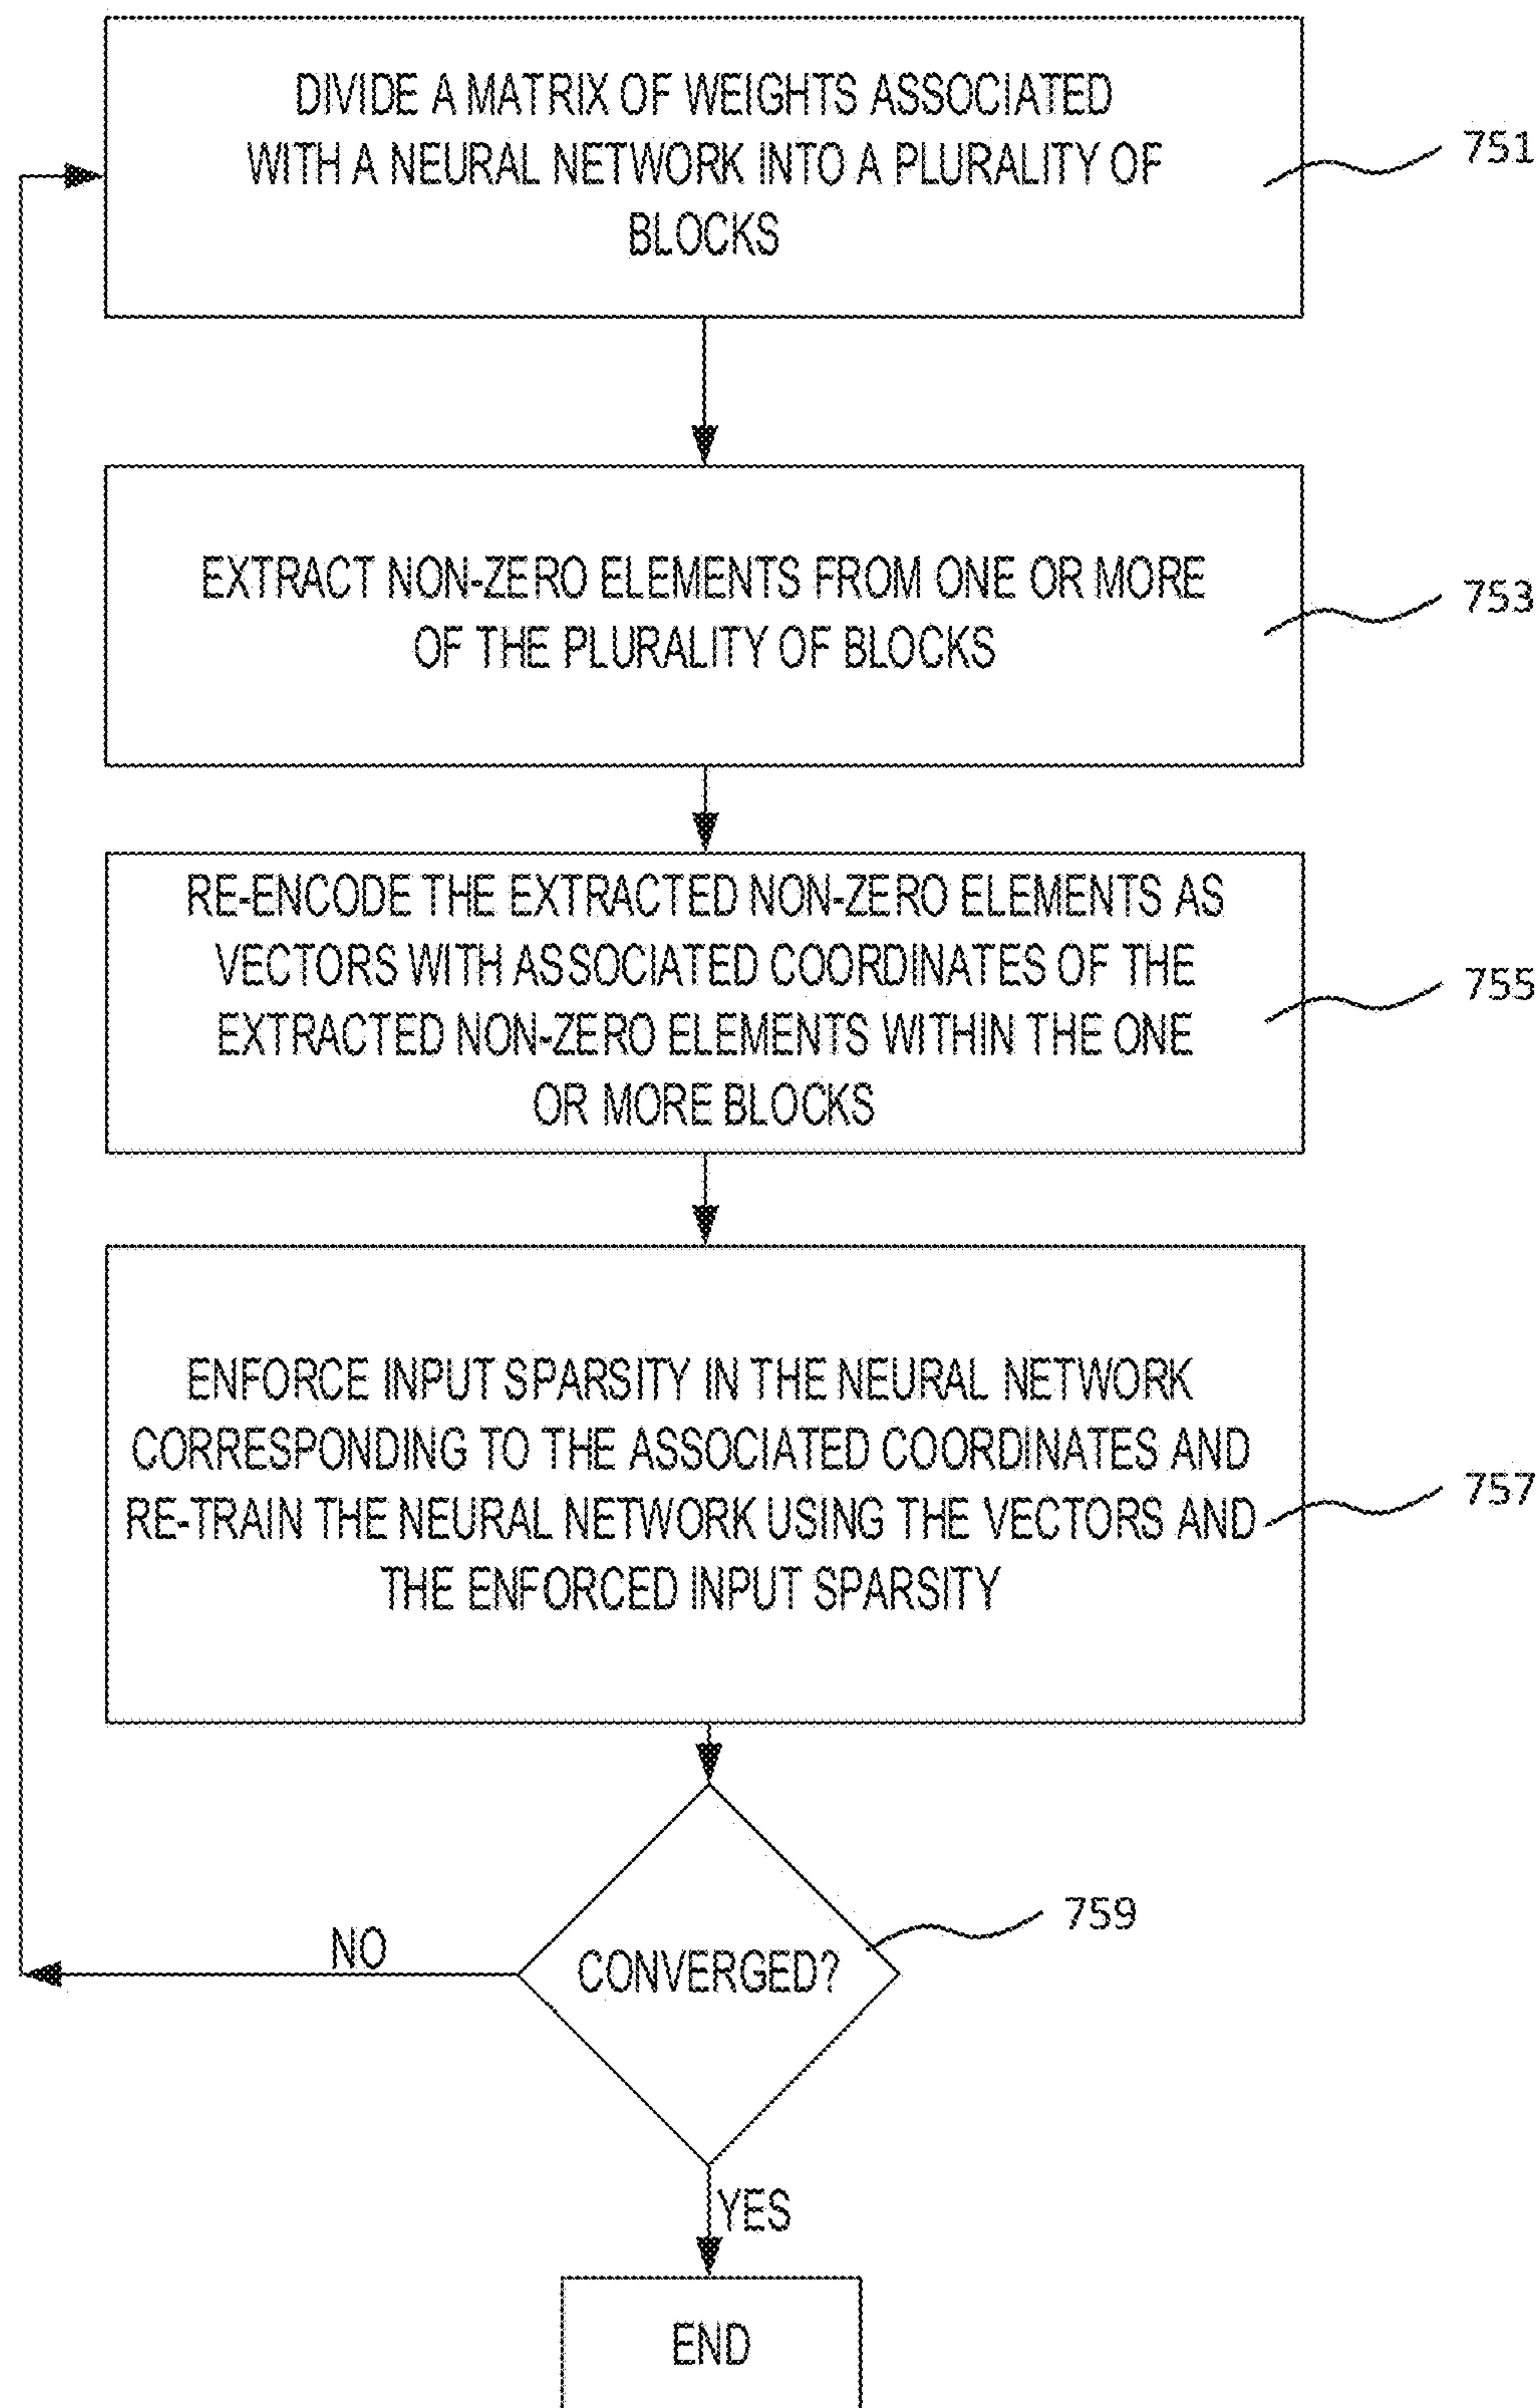 DIVIDE A MATRIX OF WEIGHTS ASSOCIATED
WITH A NEURAL NETWORK INTO A PLURALITY OF
BLOCKS
751
EXTRACT NON-ZERO ELEMENTS FROM ONE OR MORE
OF THE PLURALITY OF BLOCKS
753
RE-ENCODE THE EXTRACTED NON-ZERO ELEMENTS AS
VECTORS WITH ASSOCIATED COORDINATES OF THE
EXTRACTED NON-ZERO ELEMENTS WITHIN THE ONE
OR MORE BLOCKS
755
ENFORCE INPUT SPARSITY IN THE NEURAL NETWORK
CORRESPONDING TO THE ASSOCIATED COORDINATES AND
RE-TRAIN THE NEURAL NETWORK USING THE VECTORS AND
THE ENFORCED INPUT SPARSITY
757
759
NO
CONVERGED?
YES
END